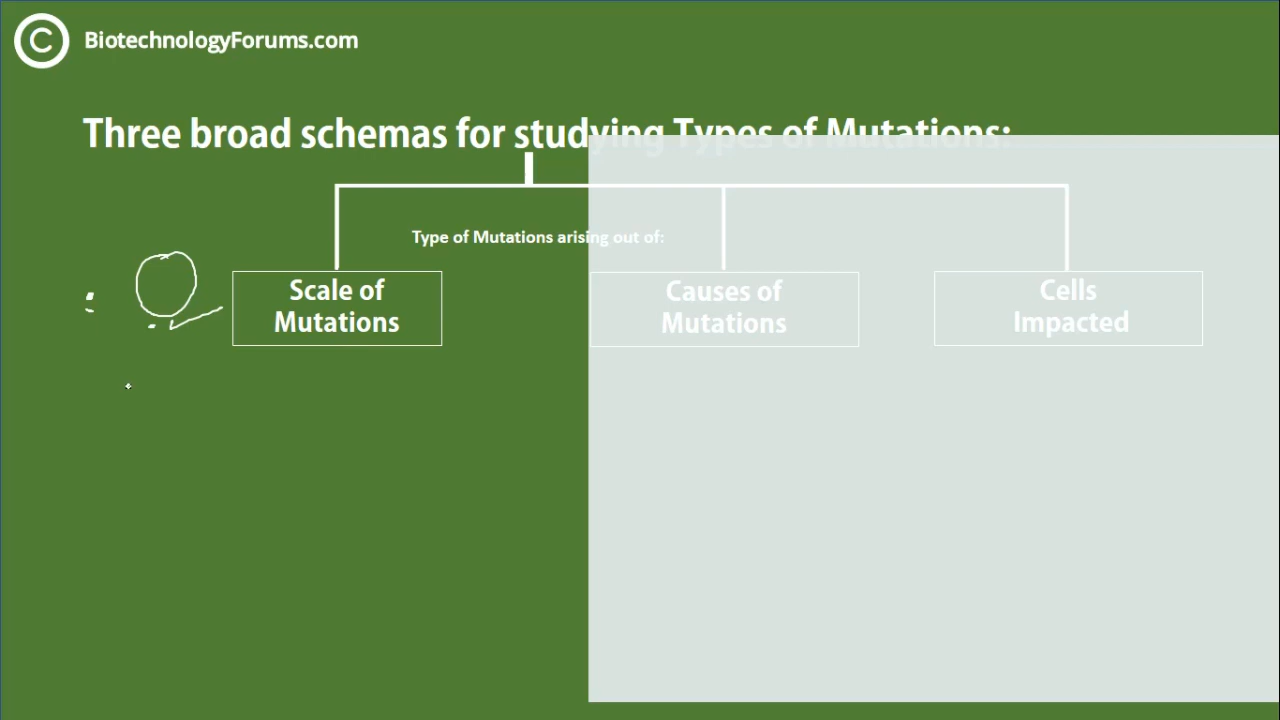 © BiotechnologyForums.com
Three broad schemas for studying Types of Mutations:
Type of Mutations arising out of:
Scale of
Mutations
Causes of
Mutations
Cells
Impacted